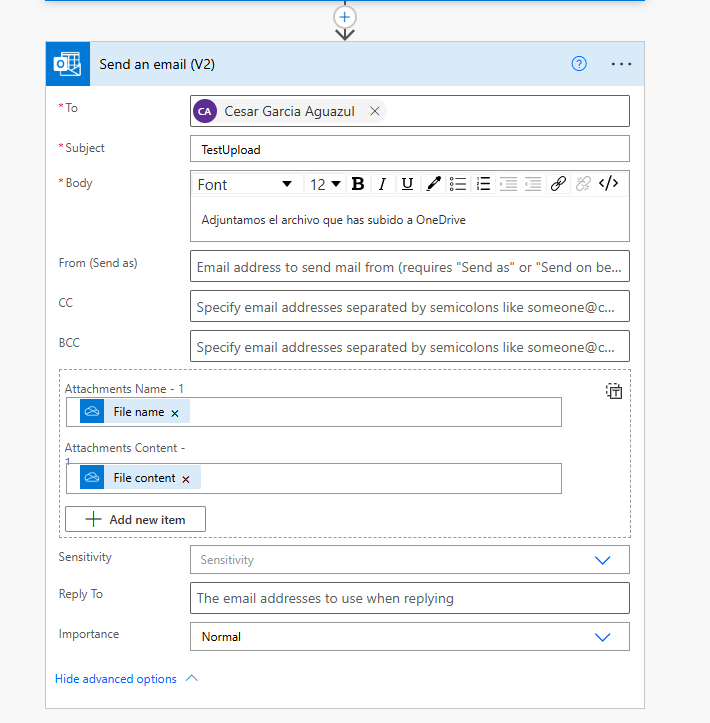 Send an email (V2)
?
* To
CA Cesar Garcia Aguazul ×
* Subject
TestUpload
* Body
Font 12 B I U </>
Adjuntamos el archivo que has subido a OneDrive
From (Send as)
Email address to send mail from (requires "Send as" or "Send on be...
CC
Specify email addresses separated by semicolons like someone@c...
BCC
Specify email addresses separated by semicolons like someone@c...
Attachments Name - 1
File name ×
Attachments Content -
1
File content ×
Add new item
Sensitivity
Sensitivity
Reply To
The email addresses to use when replying
Importance
Normal
Hide advanced options